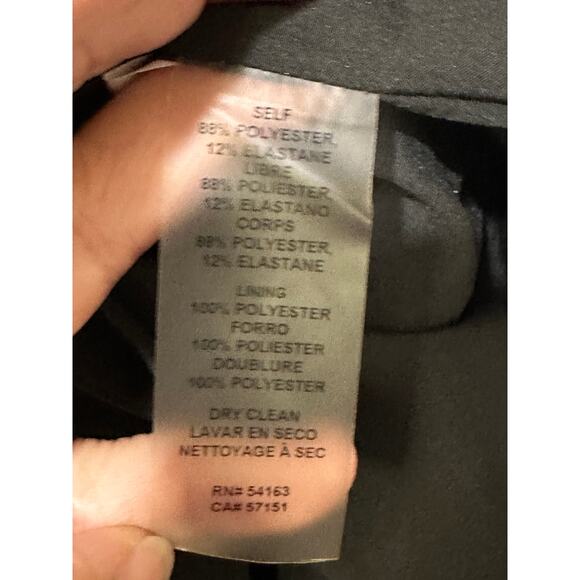 SELF
88% POLYESTER,
12% ELASTANE
LIBRE
88% POLIESTER,
12% ELASTANO
CORPS
88% POLYESTER,
12% ELASTANE
LINING
100% POLYESTER
FORRO
100% POLIESTER
DOUBLURE
100% POLYESTER
DRY CLEAN
LAVAR EN SECO
NETTOYAGE À SEC
RN# 54163
CA# 57151